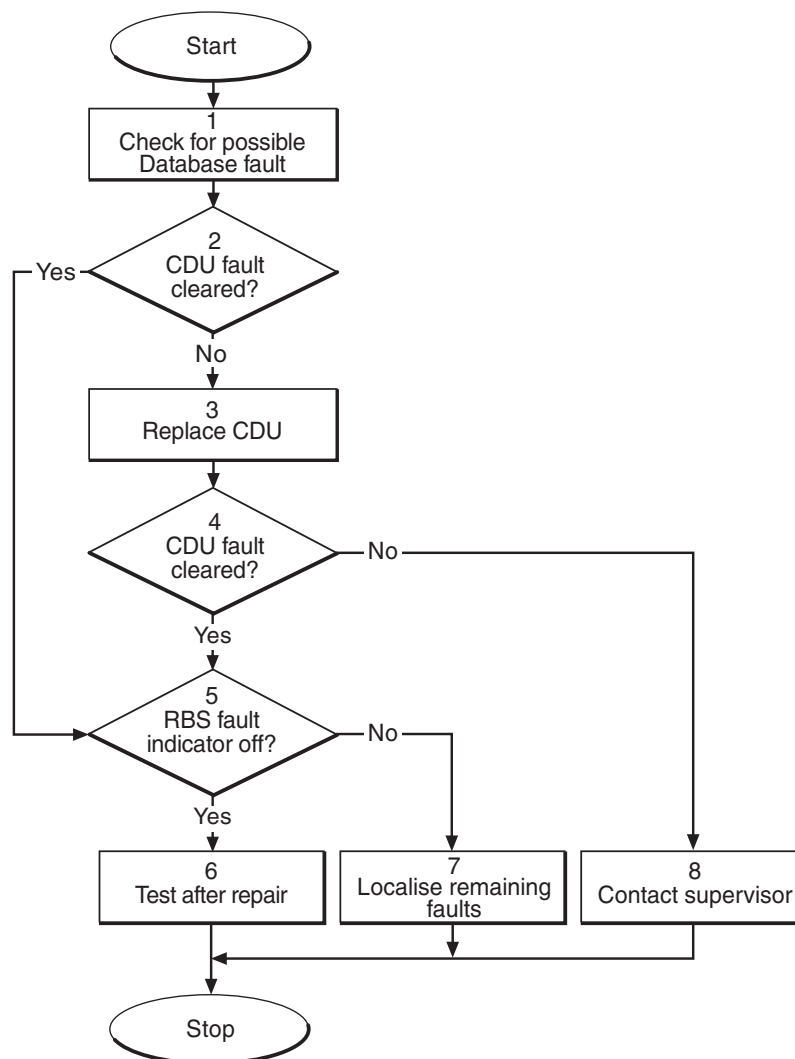 Start
1
Check for possible
Database fault
2
CDU fault
cleared?
Yes
No
3
Replace CDU
4
CDU fault
cleared?
No
Yes
5
RBS fault
indicator off?
No
Yes
6
Test after repair
7
Localise remaining
faults
8
Contact supervisor
Stop